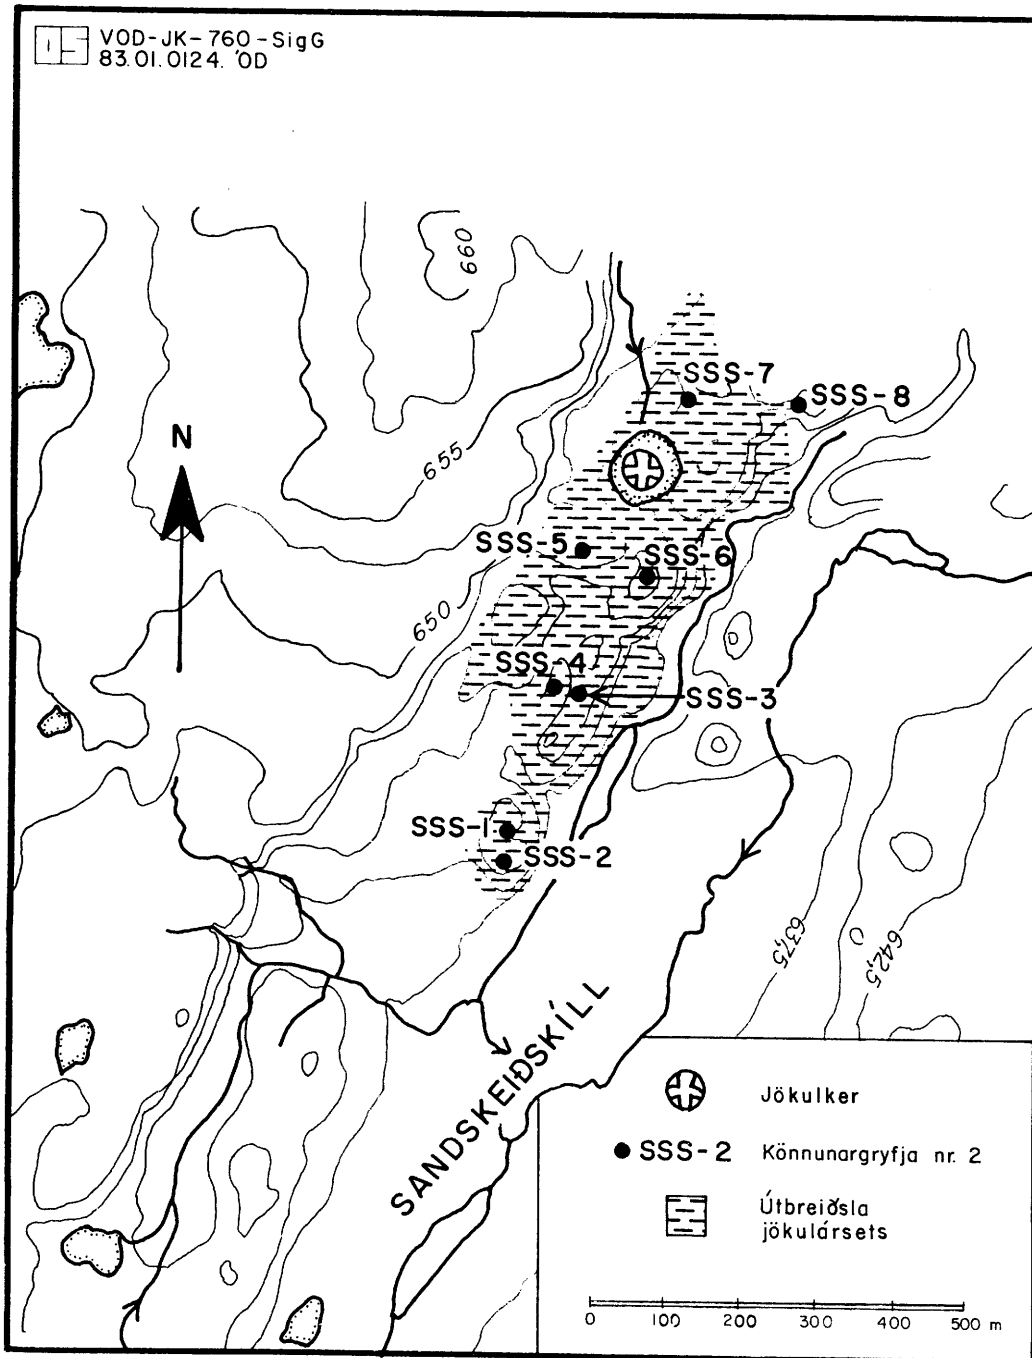 OS VOD-JK-760-SigG
83.01.0124. ÓD
660
SSS-7
SSS-8
N
655
SSS-5
SSS-6
650
SSS-4
SSS-3
SSS-1
SSS-2
637,5
642,5
SANDSKEIÐSKÍLL
Jökulker
SSS-2 Könnunargryfja nr. 2
Útbreiðsla
jökulársets
0 100 200 300 400 500 m